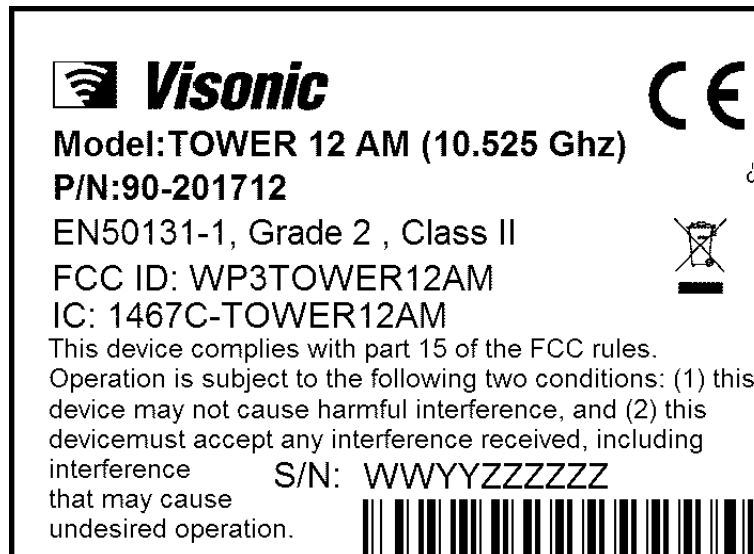 Visonic
CE
Model:TOWER 12 AM (10.525 Ghz)
P/N:90-201712
EN50131-1, Grade 2 , Class II
FCC ID: WP3TOWER12AM
IC: 1467C-TOWER12AM
This device complies with part 15 of the FCC rules.
Operation is subject to the following two conditions: (1) this
device may not cause harmful interference, and (2) this
devicemust accept any interference received, including
interference
that may cause
undesired operation.
S/N: WWYYZZZZZZ